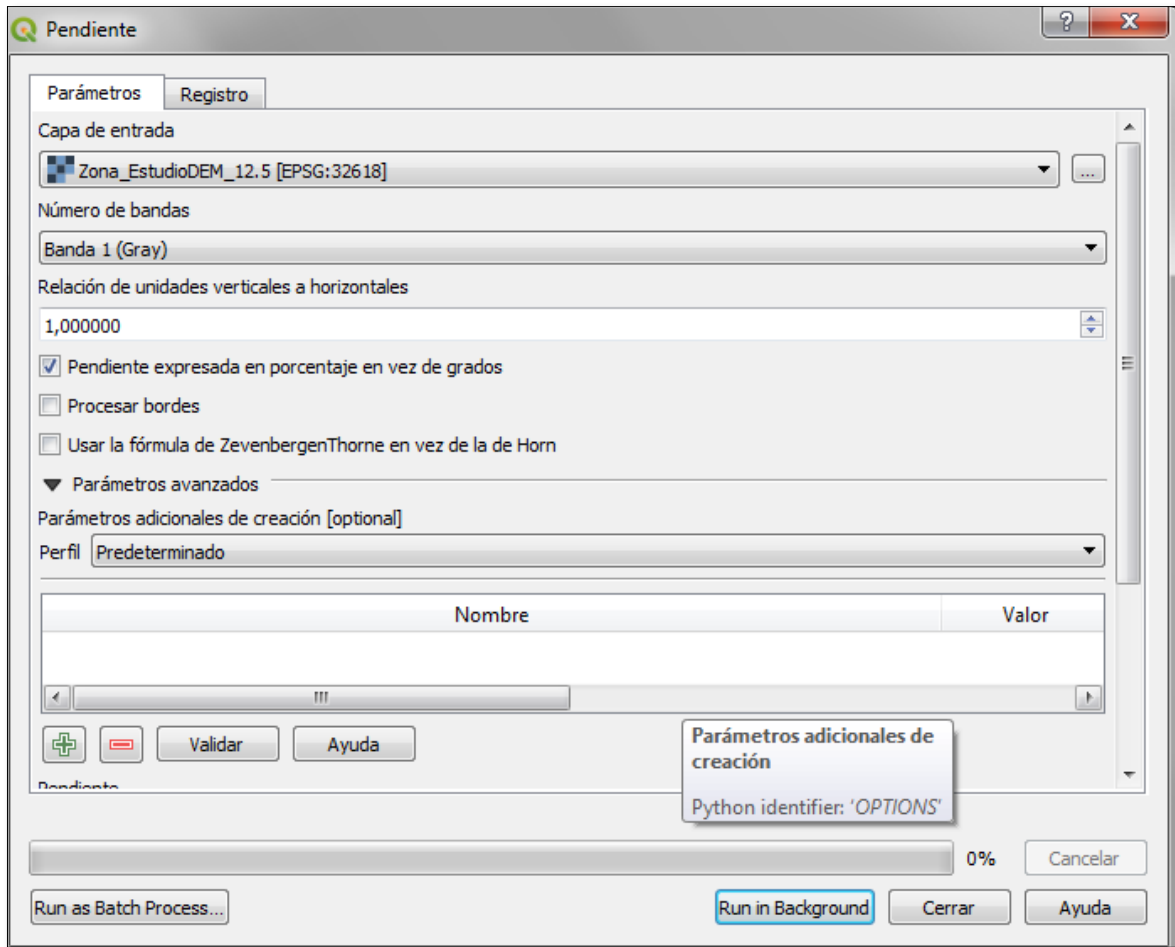 Pendiente
Parámetros Registro
Capa de entrada
Zona_EstudioDEM_12.5 [EPSG:32618]
...
Número de bandas
Banda 1 (Gray)
Relación de unidades verticales a horizontales
1,000000
Pendiente expresada en porcentaje en vez de grados
Procesar bordes
Usar la fórmula de ZevenbergenThorne en vez de la de Horn
Parámetros avanzados
Parámetros adicionales de creación [optional]
Perfil Predeterminado
Nombre Valor
Validar Ayuda
Parámetros adicionales de
creación
Python identifier: 'OPTIONS'
Pendiente
0% Cancelar
Run as Batch Process... Run in Background Cerrar Ayuda